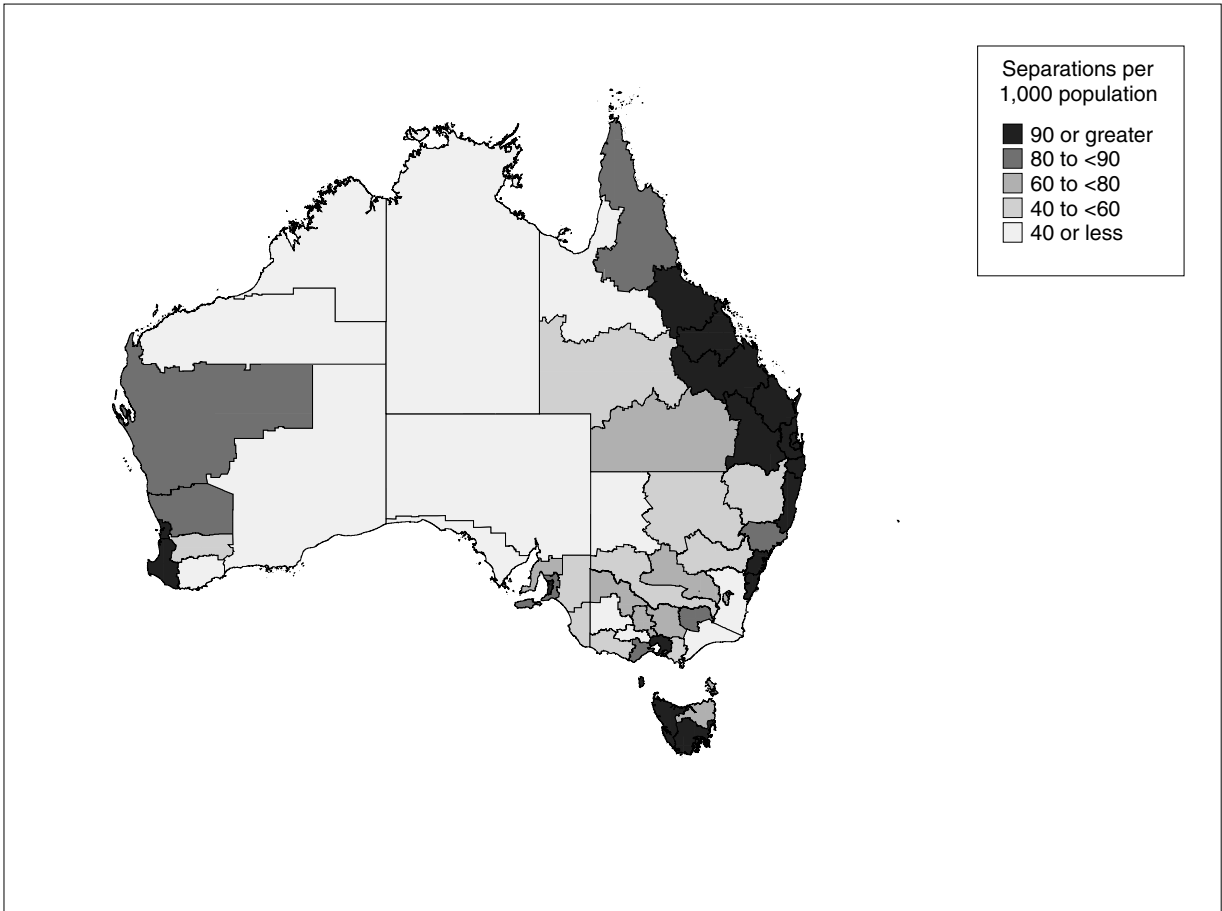 Separations per
1,000 population
90 or greater
80 to <90
60 to <80
40 to <60
40 or less